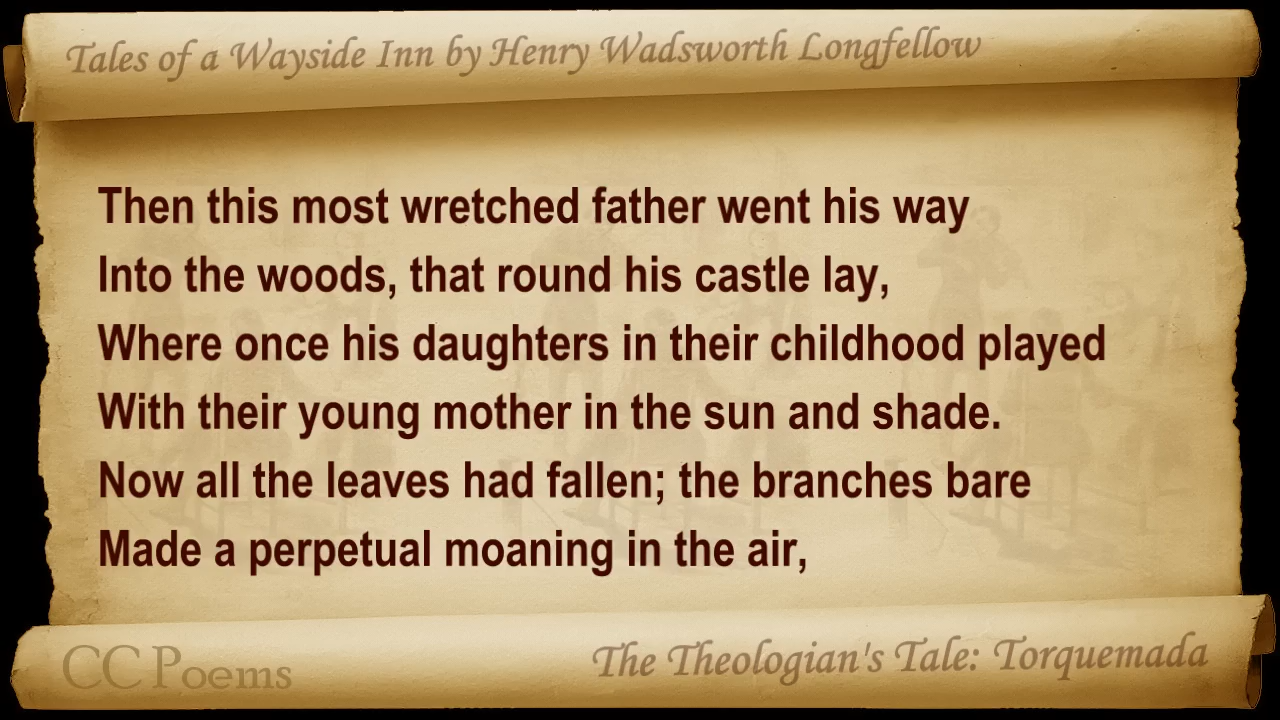 Tales of a Wayside Inn by Henry Wadsworth Longfellow
Then this most wretched father went his way
Into the woods, that round his castle lay,
Where once his daughters in their childhood played
With their young mother in the sun and shade.
Now all the leaves had fallen; the branches bare
Made a perpetual moaning in the air,
CC Poems
The Theologian's Tale: Torquemada